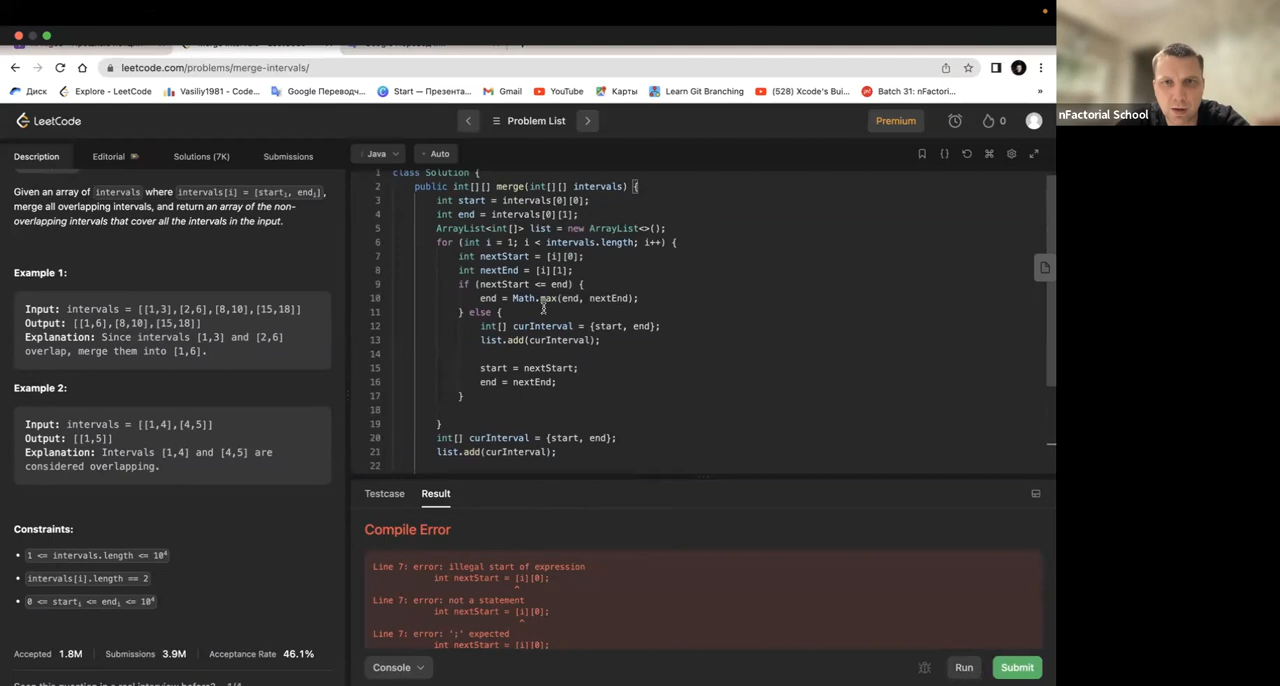 leetcode.com/problems/merge-intervals/
Диск
Explore - LeetCode
Vasiliy1981 - Code...
Google Переводч...
Start — Презента...
Gmail
YouTube
Карты
Learn Git Branching
(528) Xcode's Bui...
Batch 31: nFactori...
»
nFactorial School
LeetCode
Problem List
Premium
0
Description
Editorial
Solutions (7K)
Submissions
Java
Auto
Given an array of intervals where intervals[i] = [starti, endi],
merge all overlapping intervals, and return an array of the non-
overlapping intervals that cover all the intervals in the input.
Example 1:
Input: intervals = [[1,3],[2,6],[8,10],[15,18]]
Output: [[1,6],[8,10],[15,18]]
Explanation: Since intervals [1,3] and [2,6]
overlap, merge them into [1,6].
Example 2:
Input: intervals = [[1,4],[4,5]]
Output: [[1,5]]
Explanation: Intervals [1,4] and [4,5] are
considered overlapping.
Constraints:
• 1 <= intervals.length <= 10⁴
• intervals[i].length == 2
• 0 <= starti <= endi <= 10⁴
Accepted 1.8M Submissions 3.9M Acceptance Rate 46.1%
1 class Solution {
2 public int[][] merge(int[][] intervals) {
3 int start = intervals[0][0];
4 int end = intervals[0][1];
5 ArrayList<int[]> list = new ArrayList<>();
6 for (int i = 1; i < intervals.length; i++) {
7 int nextStart = [i][0];
8 int nextEnd = [i][1];
9 if (nextStart <= end) {
10 end = Math.max(end, nextEnd);
11 } else {
12 int[] curInterval = {start, end};
13 list.add(curInterval);
14
15 start = nextStart;
16 end = nextEnd;
17 }
18
19 }
20 int[] curInterval = {start, end};
21 list.add(curInterval);
22
Testcase
Result
Compile Error
Line 7: error: illegal start of expression
int nextStart = [i][0];
^
Line 7: error: not a statement
int nextStart = [i][0];
^
Line 7: error: ';' expected
int nextStart = [i][0];
Console
Run
Submit